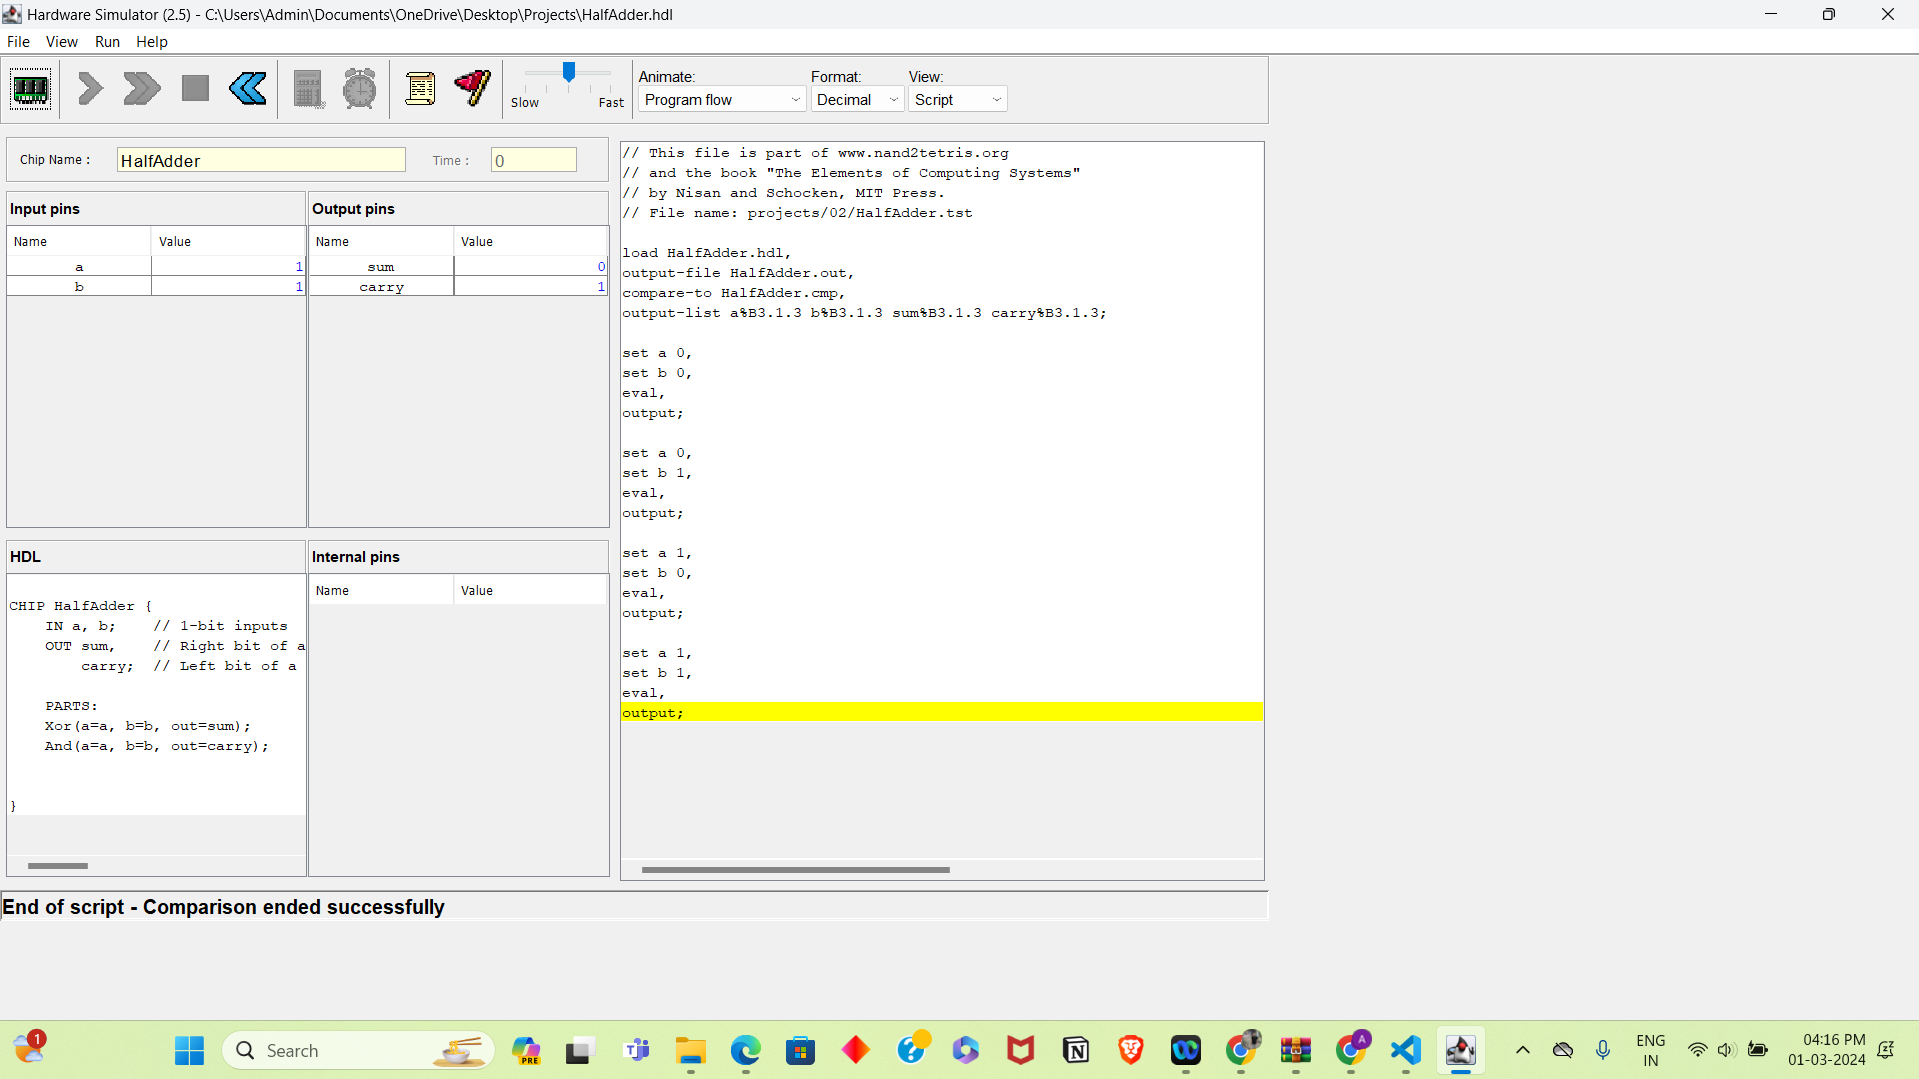 Hardware Simulator (2.5) - C:\Users\Admin\Documents\OneDrive\Desktop\Projects\HalfAdder.hdl
File View Run Help
Slow Fast
Animate: Format: View:
Program flow Decimal Script
Chip Name : HalfAdder Time : 0
Input pins
Name Value
a 1
b 1
Output pins
Name Value
sum 0
carry 1
HDL
CHIP HalfAdder {
IN a, b; // 1-bit inputs
OUT sum, // Right bit of a
carry; // Left bit of a
PARTS:
Xor(a=a, b=b, out=sum);
And(a=a, b=b, out=carry);
}
Internal pins
Name Value
// This file is part of www.nand2tetris.org
// and the book "The Elements of Computing Systems"
// by Nisan and Schocken, MIT Press.
// File name: projects/02/HalfAdder.tst
load HalfAdder.hdl,
output-file HalfAdder.out,
compare-to HalfAdder.cmp,
output-list a%B3.1.3 b%B3.1.3 sum%B3.1.3 carry%B3.1.3;
set a 0,
set b 0,
eval,
output;
set a 0,
set b 1,
eval,
output;
set a 1,
set b 0,
eval,
output;
set a 1,
set b 1,
eval,
output;
End of script - Comparison ended successfully
1
Search
PRE
A
ENG
IN
04:16 PM
01-03-2024